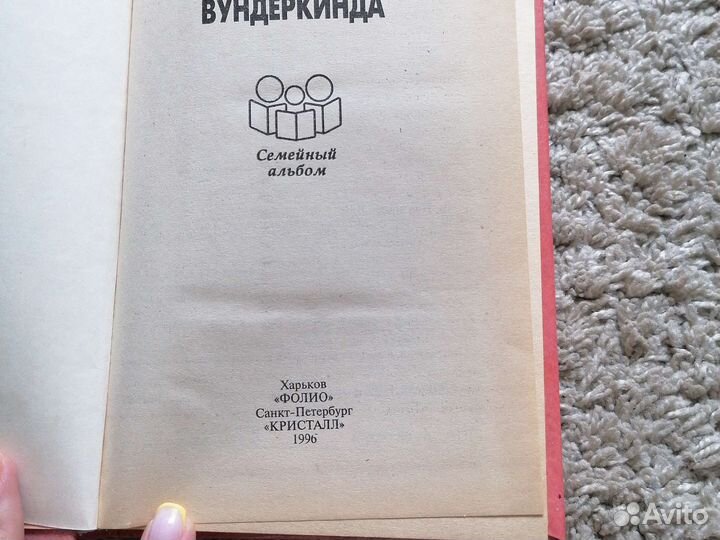 ВУНДЕРКИНДА
Семейный
альбом
Харьков
«ФОЛИО»
Санкт-Петербург
«КРИСТАЛЛ»
1996
Avito